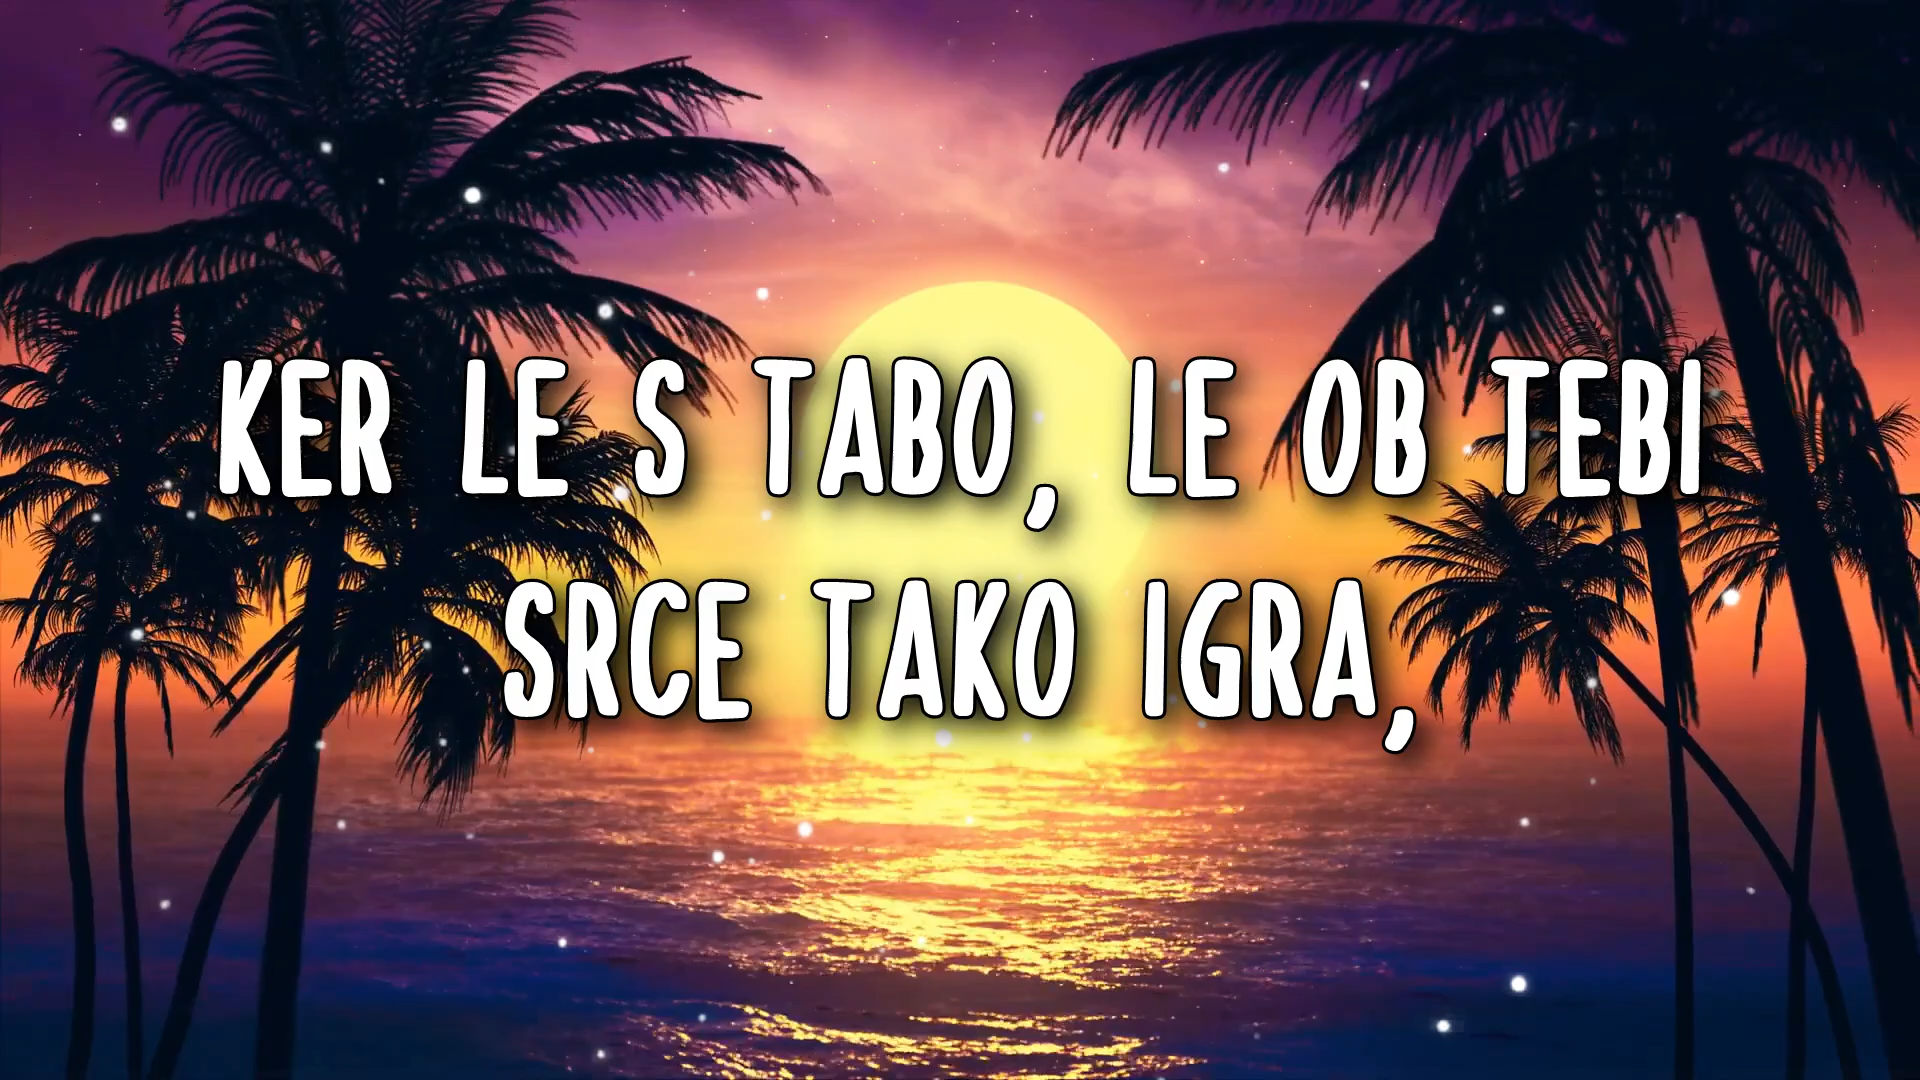 KER LE S TABO, LE OB TEBI
SRCE TAKO IGRA,